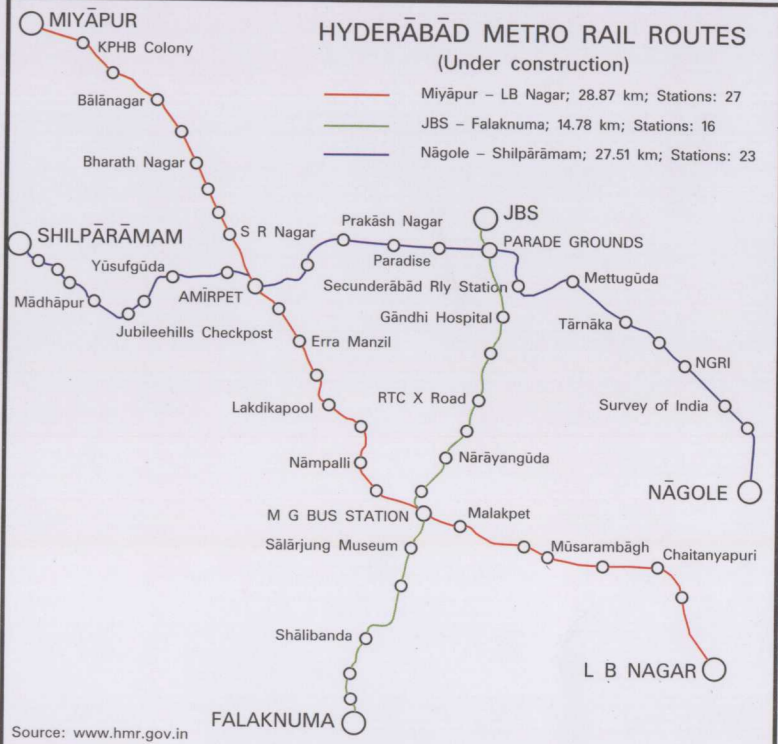 MIYĀPUR
HYDERĀBĀD METRO RAIL ROUTES
(Under construction)
Miyāpur – LB Nagar; 28.87 km; Stations: 27
JBS – Falaknuma; 14.78 km; Stations: 16
Nāgole – Shilpārāmam; 27.51 km; Stations: 23
KPHB Colony
Bālānagar
Bharath Nagar
S R Nagar
SHILPĀRĀMAM
Yūsufgūda
Mādhāpur
AMĪRPET
Jubileehills Checkpost
Prakāsh Nagar
Paradise
JBS
PARADE GROUNDS
Secunderābād Rly Station
Mettugūda
Gāndhi Hospital
Tārnāka
Erra Manzil
NGRI
Lakdikapool
RTC X Road
Survey of India
Nāmpalli
Nārāyangūda
NĀGOLE
M G BUS STATION
Malakpet
Sālārjung Museum
Mūsarambāgh
Chaitanyapuri
Shālibanda
L B NAGAR
FALAKNUMA
Source: www.hmr.gov.in